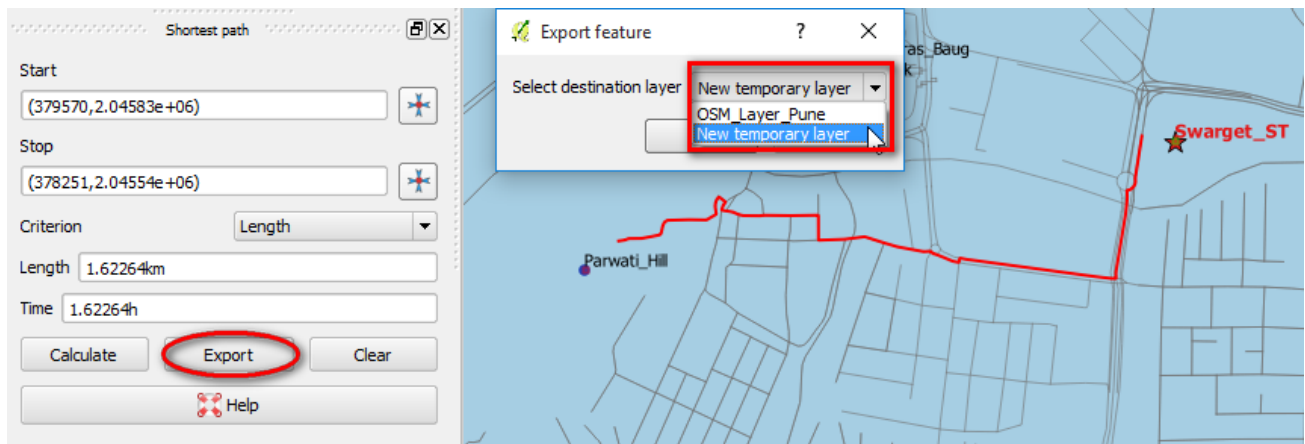 Shortest path
Start
(379570,2.04583e+06)
Stop
(378251,2.04554e+06)
Criterion Length
Length 1.62264km
Time 1.62264h
Calculate Export Clear
Help
Export feature ? X
Select destination layer New temporary layer
OSM_Layer_Pune
New temporary layer
Baug
Swarget_ST
Parwati_Hill